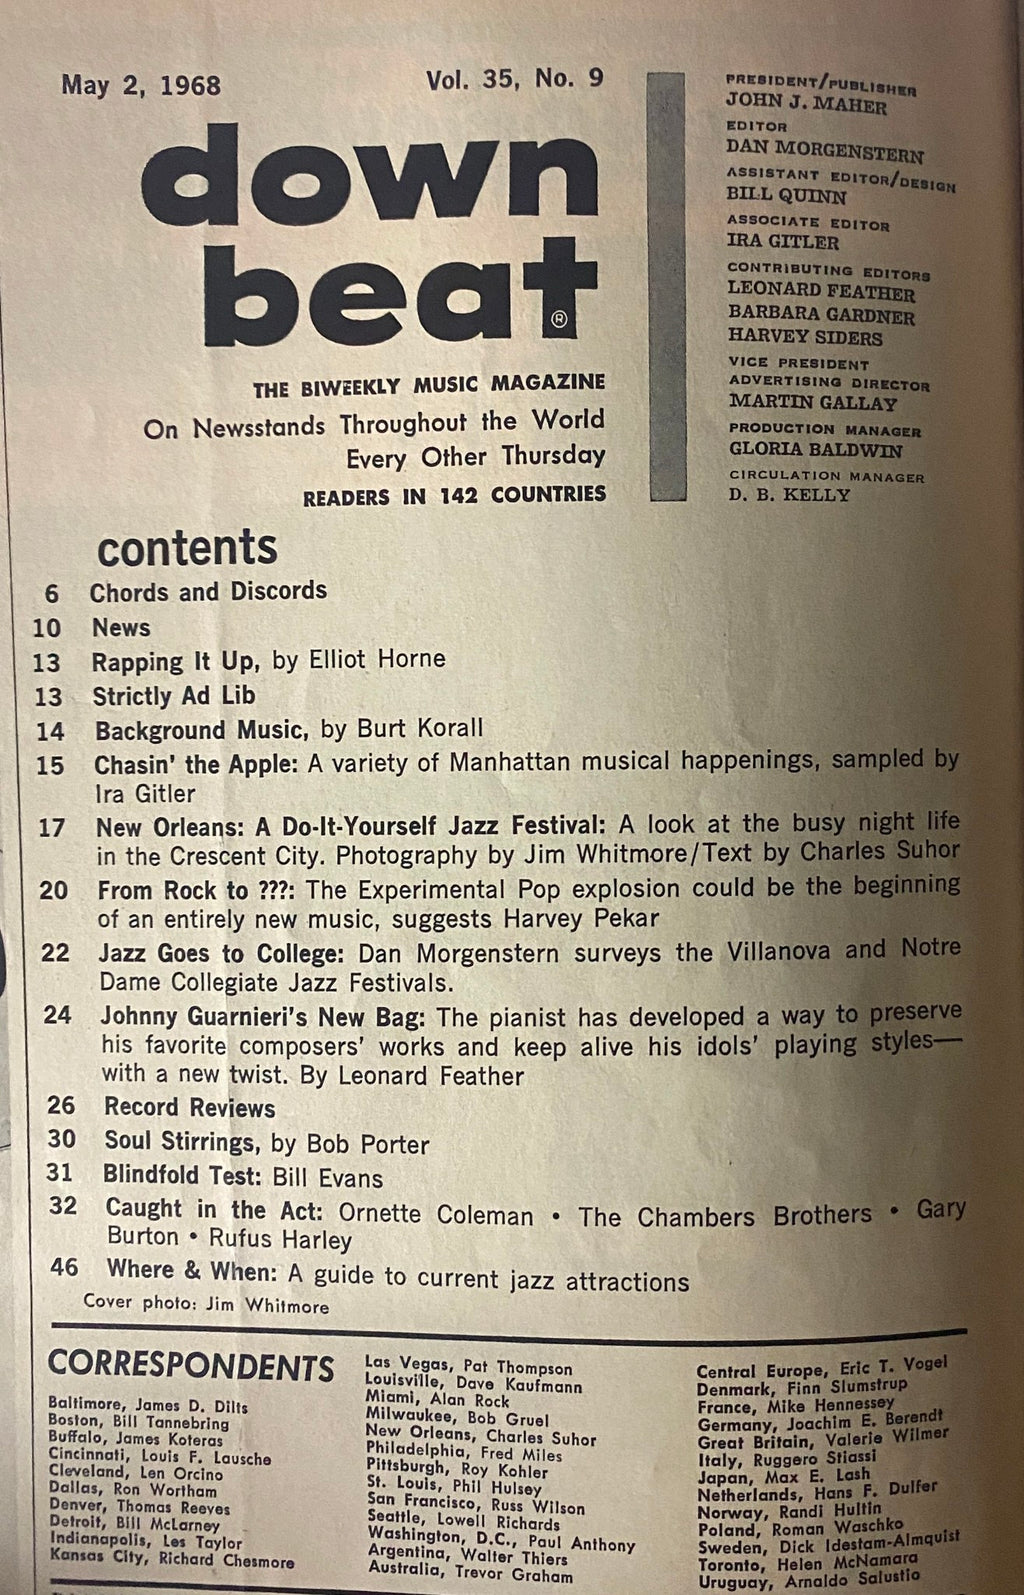 May 2, 1968
Vol. 35, No. 9
down
beat
®
THE BIWEEKLY MUSIC MAGAZINE
On Newsstands Throughout the World
Every Other Thursday
READERS IN 142 COUNTRIES
PRESIDENT/PUBLISHER
JOHN J. MAHER
EDITOR
DAN MORGENSTERN
ASSISTANT EDITOR/DESIGN
BILL QUINN
ASSOCIATE EDITOR
IRA GITLER
CONTRIBUTING EDITORS
LEONARD FEATHER
BARBARA GARDNER
HARVEY SIDERS
VICE PRESIDENT
ADVERTISING DIRECTOR
MARTIN GALLAY
PRODUCTION MANAGER
GLORIA BALDWIN
CIRCULATION MANAGER
D. B. KELLY
contents
6 Chords and Discords
10 News
13 Rapping It Up, by Elliot Horne
13 Strictly Ad Lib
14 Background Music, by Burt Korall
15 Chasin' the Apple: A variety of Manhattan musical happenings, sampled by
Ira Gitler
17 New Orleans: A Do-It-Yourself Jazz Festival: A look at the busy night life
in the Crescent City. Photography by Jim Whitmore/Text by Charles Suhor
20 From Rock to ???: The Experimental Pop explosion could be the beginning
of an entirely new music, suggests Harvey Pekar
22 Jazz Goes to College: Dan Morgenstern surveys the Villanova and Notre
Dame Collegiate Jazz Festivals.
24 Johnny Guarnieri's New Bag: The pianist has developed a way to preserve
his favorite composers' works and keep alive his idols' playing styles—
with a new twist. By Leonard Feather
26 Record Reviews
30 Soul Stirrings, by Bob Porter
31 Blindfold Test: Bill Evans
32 Caught in the Act: Ornette Coleman • The Chambers Brothers • Gary
Burton • Rufus Harley
46 Where & When: A guide to current jazz attractions
Cover photo: Jim Whitmore
CORRESPONDENTS
Baltimore, James D. Dilts
Boston, Bill Tannebring
Buffalo, James Koteras
Cincinnati, Louis F. Lausche
Cleveland, Len Orcino
Dallas, Ron Wortham
Denver, Thomas Reeves
Detroit, Bill McLarney
Indianapolis, Les Taylor
Kansas City, Richard Chesmore
Las Vegas, Pat Thompson
Louisville, Dave Kaufmann
Miami, Alan Rock
Milwaukee, Bob Gruel
New Orleans, Charles Suhor
Philadelphia, Fred Miles
Pittsburgh, Roy Kohler
St. Louis, Phil Hulsey
San Francisco, Russ Wilson
Seattle, Lowell Richards
Washington, D.C., Paul Anthony
Argentina, Walter Thiers
Australia, Trevor Graham
Central Europe, Eric T. Vogel
Denmark, Finn Slumstrup
France, Mike Hennessey
Germany, Joachim E. Berendt
Great Britain, Valerie Wilmer
Italy, Ruggero Stiassi
Japan, Max E. Lash
Netherlands, Hans F. Dulfer
Norway, Randi Hultin
Poland, Roman Waschko
Sweden, Dick Idestam-Almquist
Toronto, Helen McNamara
Uruguay, Arnaldo Salustio